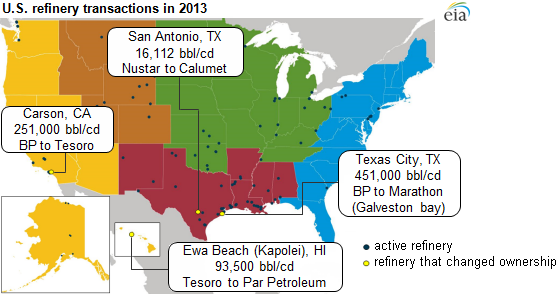 U.S. refinery transactions in 2013
eia
San Antonio, TX
16,112 bbl/cd
Nustar to Calumet
Carson, CA
251,000 bbl/cd
BP to Tesoro
Texas City, TX
451,000 bbl/cd
BP to Marathon
(Galveston bay)
Ewa Beach (Kapolei), HI
93,500 bbl/cd
Tesoro to Par Petroleum
active refinery
refinery that changed ownership